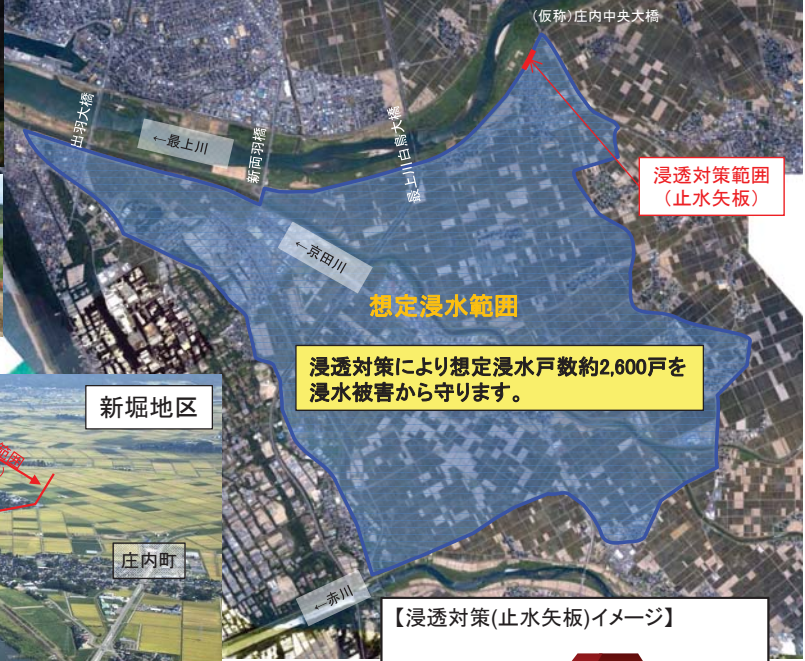 (仮称)庄内中央大橋
出羽大橋
←最上川
新両羽橋
最上川白鳥大橋
浸透対策範囲
(止水矢板)
←京田川
想定浸水範囲
浸透対策により想定浸水戸数約2,600戸を
浸水被害から守ります。
新堀地区
範囲
庄内町
←赤川
【浸透対策(止水矢板)イメージ】